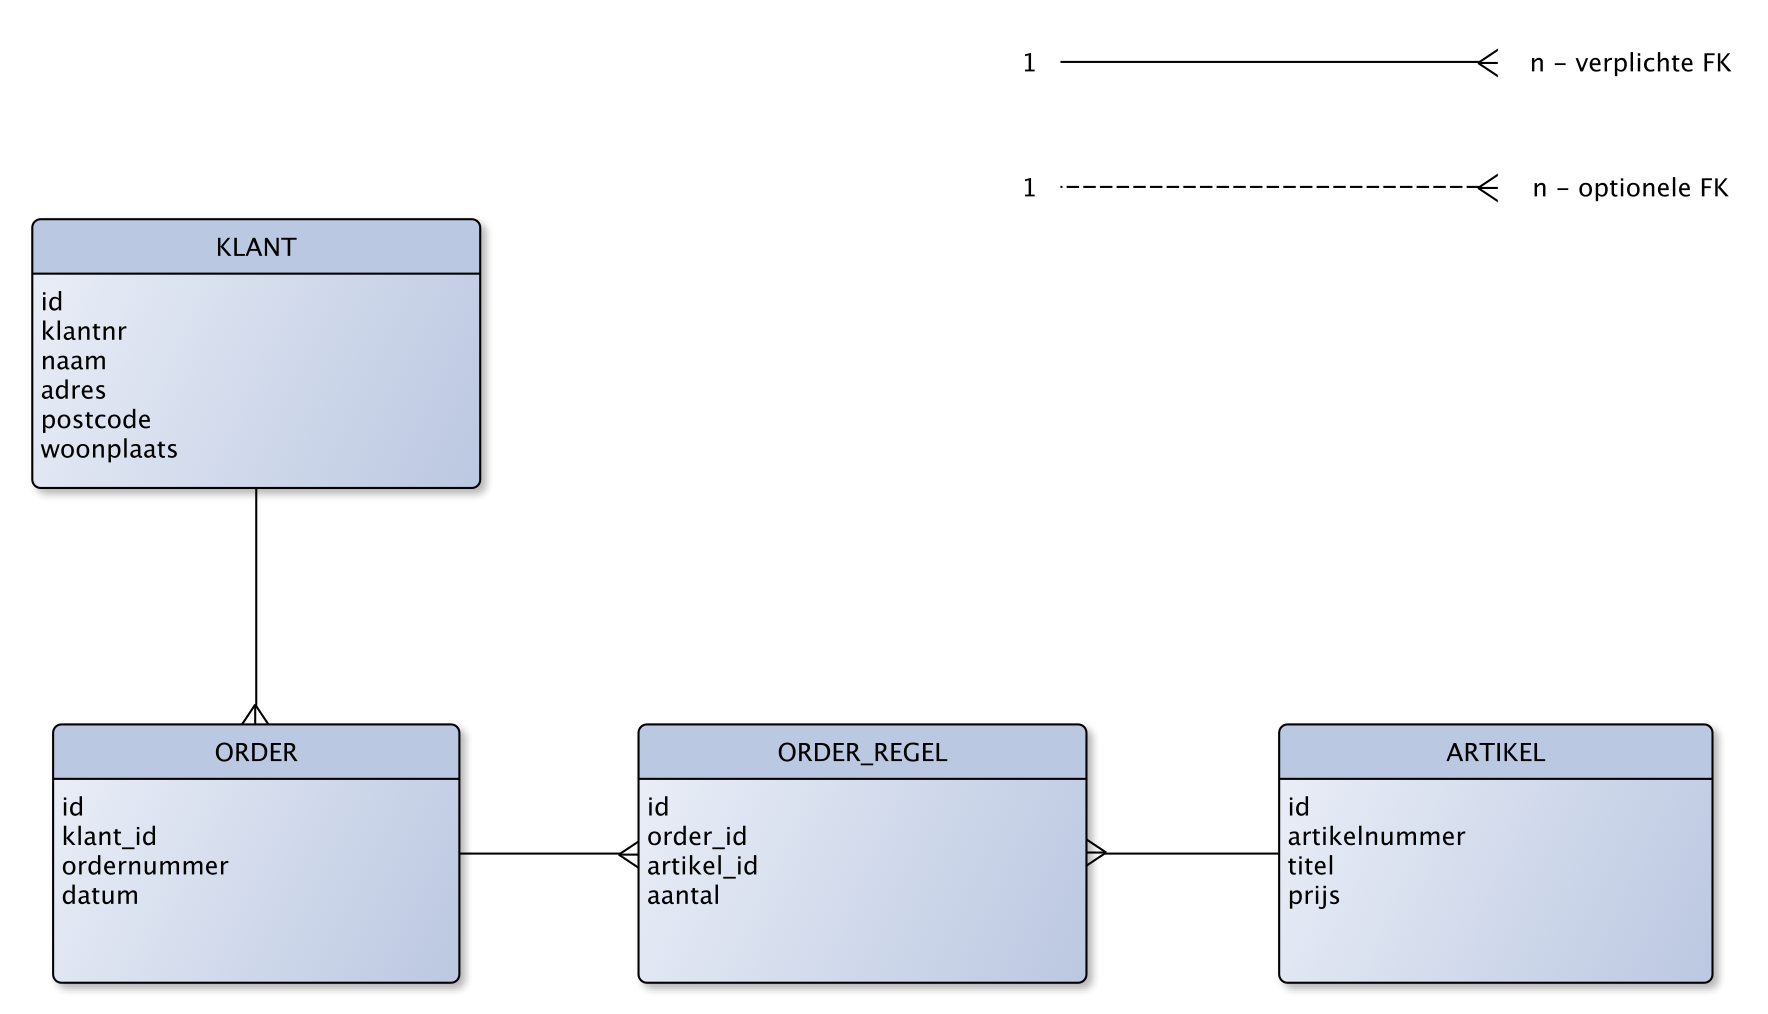 1 n - verplichte FK
1 n - optionele FK
KLANT
id
klantnr
naam
adres
postcode
woonplaats
ORDER
id
klant_id
ordernummer
datum
ORDER_REGEL
id
order_id
artikel_id
aantal
ARTIKEL
id
artikelnummer
titel
prijs